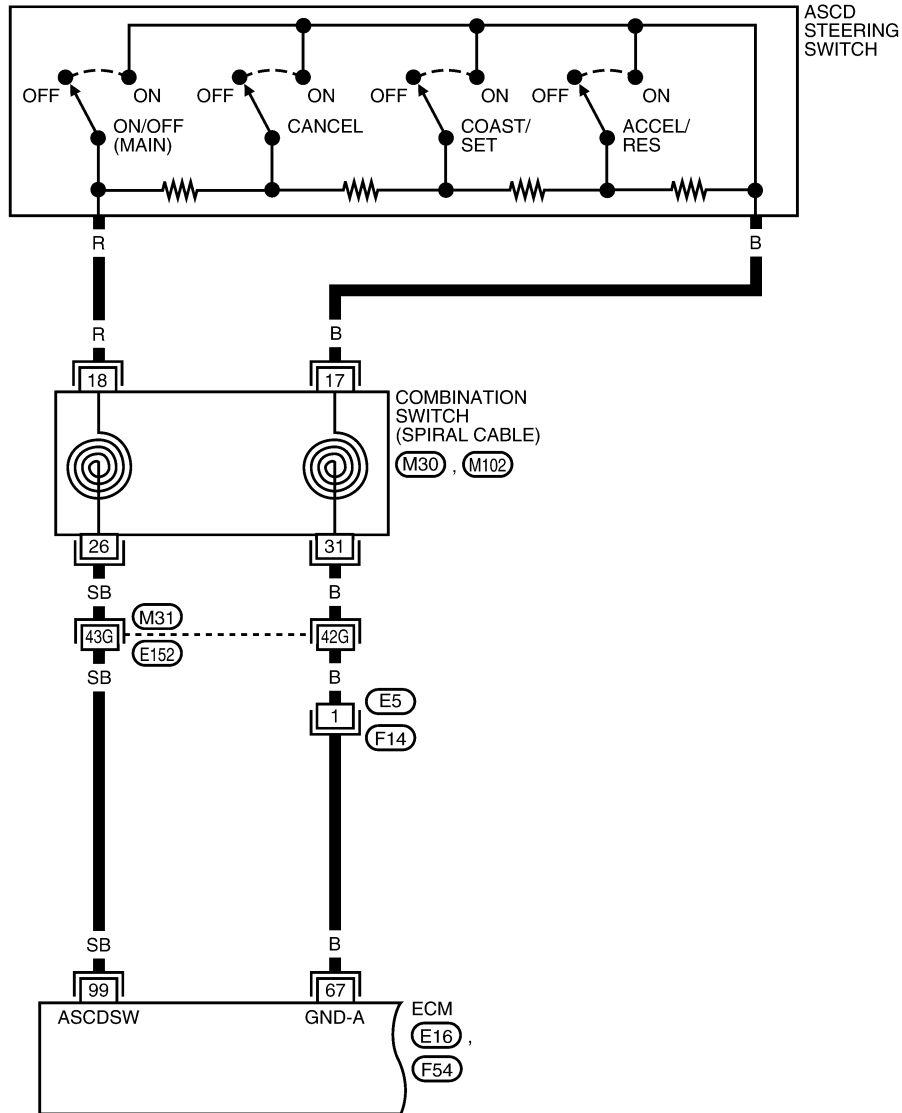 ASCD
STEERING
SWITCH
OFF ON OFF ON OFF ON OFF ON
ON/OFF
(MAIN)
CANCEL
COAST/
SET
ACCEL/
RES
R B
R B
18 17
COMBINATION
SWITCH
(SPIRAL CABLE)
M30 , M102
26 31
SB B
M31
43G 42G
E152
SB B
E5
1
F14
SB B
99 67
ASCDSW GND-A
ECM
E16 ,
F54